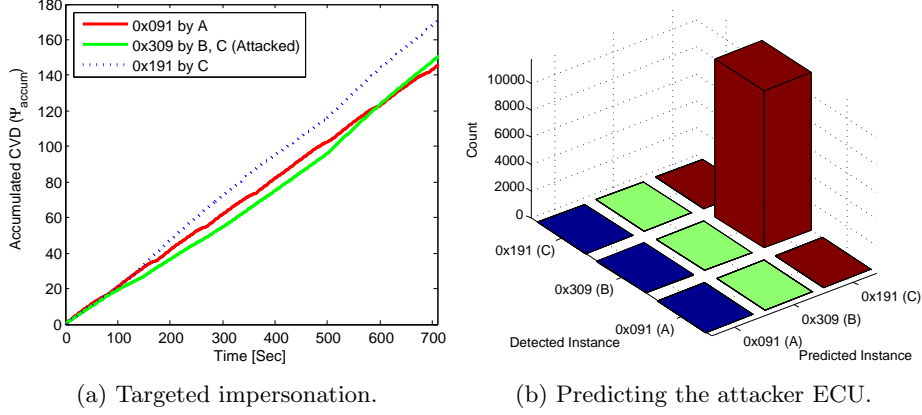 180
160
140
120
100
80
60
40
20
0
Accumulated CVD (Ψaccum)
0x091 by A
0x309 by B, C (Attacked)
0x191 by C
0 100 200 300 400 500 600 700
Time [Sec]
(a) Targeted impersonation.
10000
8000
6000
4000
2000
0
Count
0x191 (C)
0x309 (B)
0x091 (A)
Detected Instance
0x091 (A)
0x309 (B)
0x191 (C)
Predicted Instance
(b) Predicting the attacker ECU.